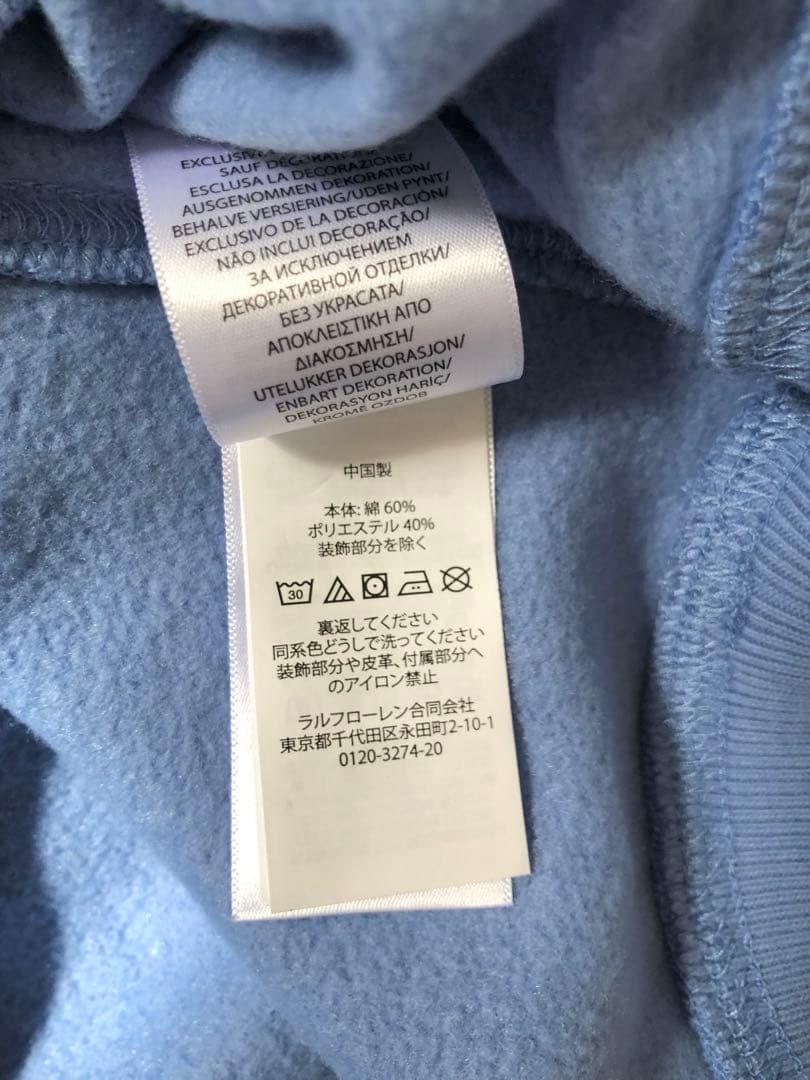 SAUF
ESCLUSA LA DECORAZIONE/
AUSGENOMMEN DEKORATION/
BEHALVE VERSIERING/UDEN PYNT/
EXCLUSIVO DE LA DECORACIÓN/
NÃO INCLUI DECORAÇÃO/
ЗА ИСКЛЮЧЕНИЕМ
ДЕКОРАТИВНОЙ ОТДЕЛКИ/
БЕЗ УКРАСАТА/
ΑΠΟΚΛΕΙΣΤΙΚΗ ΑΠΟ
ΔΙΑΚΟΣΜΗΣΗ/
UTELUKKER DEKORASJON/
ENBART DEKORATION/
DEKORASYON HARİÇ/
KROMĚ OZDOB
中国製
本体: 綿 60%
ポリエステル 40%
装飾部分を除く
30
裏返してください
同系色どうしで洗ってください
装飾部分や皮革、付属部分へ
のアイロン禁止
ラルフローレン合同会社
東京都千代田区永田町2-10-1
0120-3274-20